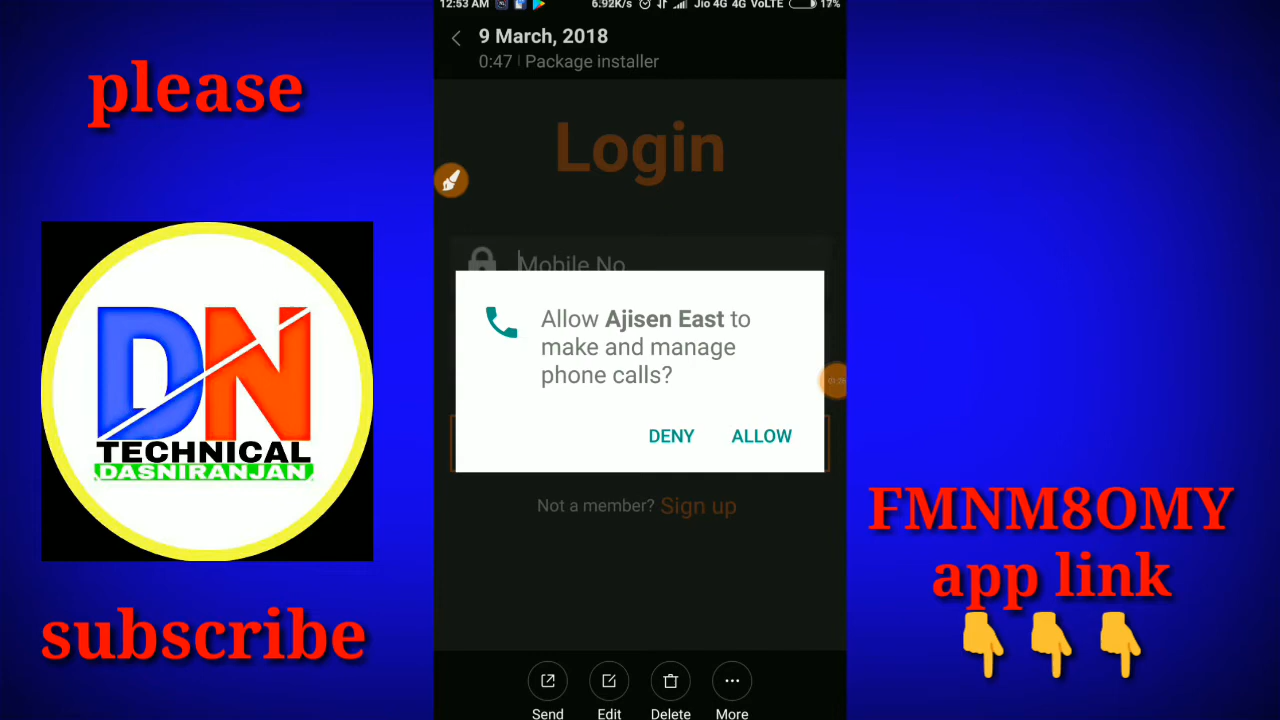 please
DN
TECHNICAL
DASNIRANJAN
subscribe
12:53 AM 6.92K/s Jio 4G 4G VoLTE 17%
9 March, 2018
0:47 | Package installer
Login
Mobile No
Allow Ajisen East to
make and manage
phone calls?
DENY ALLOW
01:26
Not a member? Sign up
Send Edit Delete More
FMNM8OMY
app link